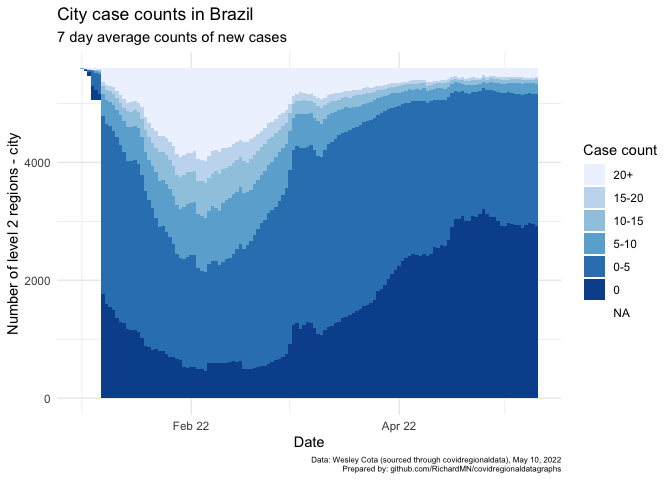 City case counts in Brazil
7 day average counts of new cases
Number of level 2 regions - city
4000
2000
0
Feb 22
Apr 22
Date
Case count
20+
15-20
10-15
5-10
0-5
0
NA
Data: Wesley Cota (sourced through covidregionaldata), May 10, 2022
Prepared by: github.com/RichardMN/covidregionaldatagraphs